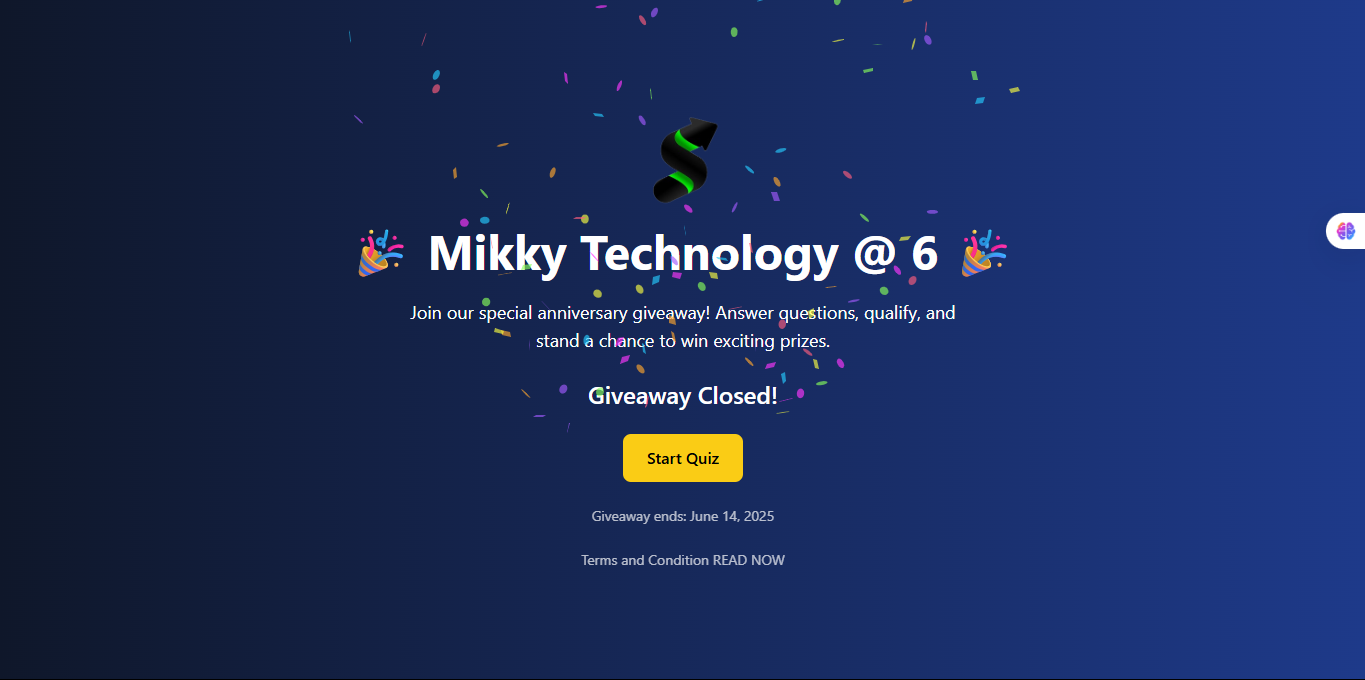 🎉 Mikky Technology @ 6 🎉
Join our special anniversary giveaway! Answer questions, qualify, and
stand a chance to win exciting prizes.
Giveaway Closed!
Start Quiz
Giveaway ends: June 14, 2025
Terms and Condition READ NOW